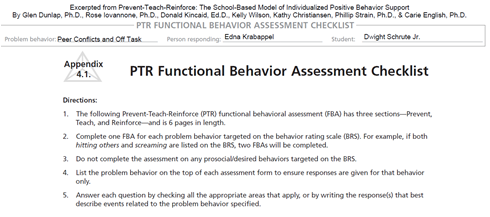 Excerpted from Prevent-Teach-Reinforce: The School-Based Model of Individualized Positive Behavior Support
By Glen Dunlap, Ph.D., Rose Iovannone, Ph.D., Donald Kincaid, Ed.D., Kelly Wilson, Kathy Christiansen, Phillip Strain, Ph.D., & Carie English, Ph.D.
PTR FUNCTIONAL BEHAVIOR ASSESSMENT CHECKLIST
Problem behavior: Peer Conflicts and Off Task Person responding: Edna Krabappel Student: Dwight Schrute Jr.
Appendix
4.1.
PTR Functional Behavior Assessment Checklist
Directions:
1. The following Prevent-Teach-Reinforce (PTR) functional behavioral assessment (FBA) has three sections—Prevent,
Teach, and Reinforce—and is 6 pages in length.
2. Complete one FBA for each problem behavior targeted on the behavior rating scale (BRS). For example, if both
hitting others and screaming are listed on the BRS, two FBAs will be completed.
3. Do not complete the assessment on any prosocial/desired behaviors targeted on the BRS.
4. List the problem behavior on the top of each assessment form to ensure responses are given for that behavior
only.
5. Answer each question by checking all the appropriate areas that apply, or by writing the response(s) that best
describe events related to the problem behavior specified.